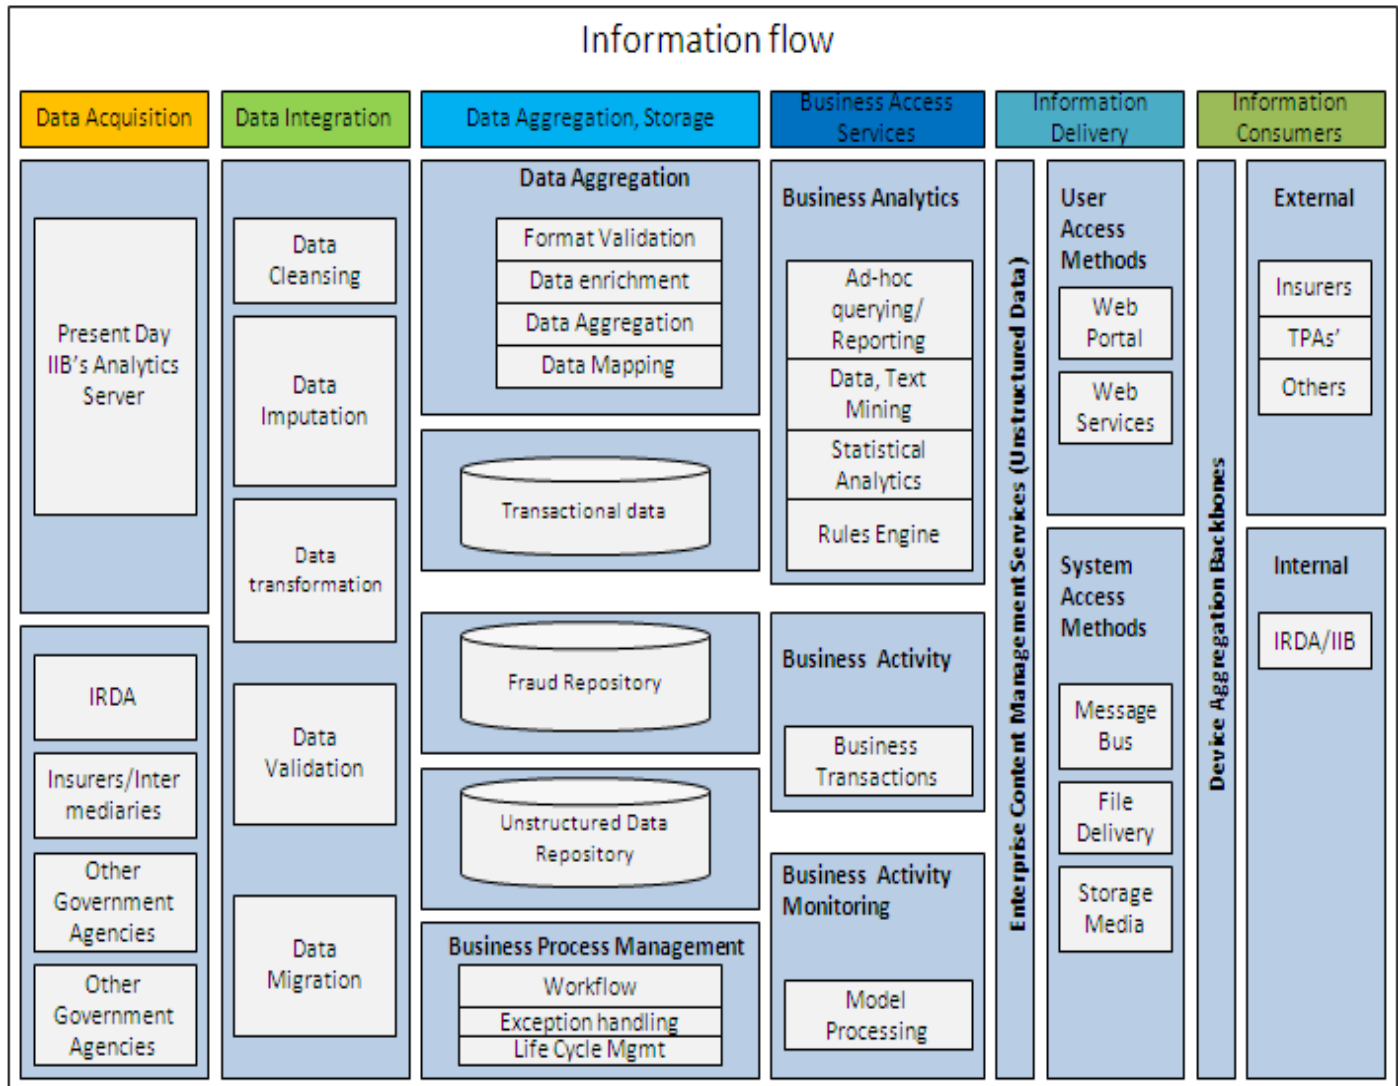 Information flow
Data Acquisition
Data Integration
Data Aggregation, Storage
Business Access
Services
Information
Delivery
Information
Consumers
Present Day
IIB's Analytics
Server
IRDA
Insurers/Inter
mediaries
Other
Government
Agencies
Other
Government
Agencies
Data
Cleansing
Data
Imputation
Data
transformation
Data
Validation
Data
Migration
Data Aggregation
Format Validation
Data enrichment
Data Aggregation
Data Mapping
Transactional data
Fraud Repository
Unstructured Data
Repository
Business Process Management
Workflow
Exception handling
Life Cycle Mgmt
Business Analytics
Ad-hoc
querying/
Reporting
Data, Text
Mining
Statistical
Analytics
Rules Engine
Business Activity
Business
Transactions
Business Activity
Monitoring
Model
Processing
Enterprise Content Management Services (Unstructured Data)
User
Access
Methods
Web
Portal
Web
Services
System
Access
Methods
Message
Bus
File
Delivery
Storage
Media
Device Aggregation Backbones
External
Insurers
TPAs'
Others
Internal
IRDA/IIB